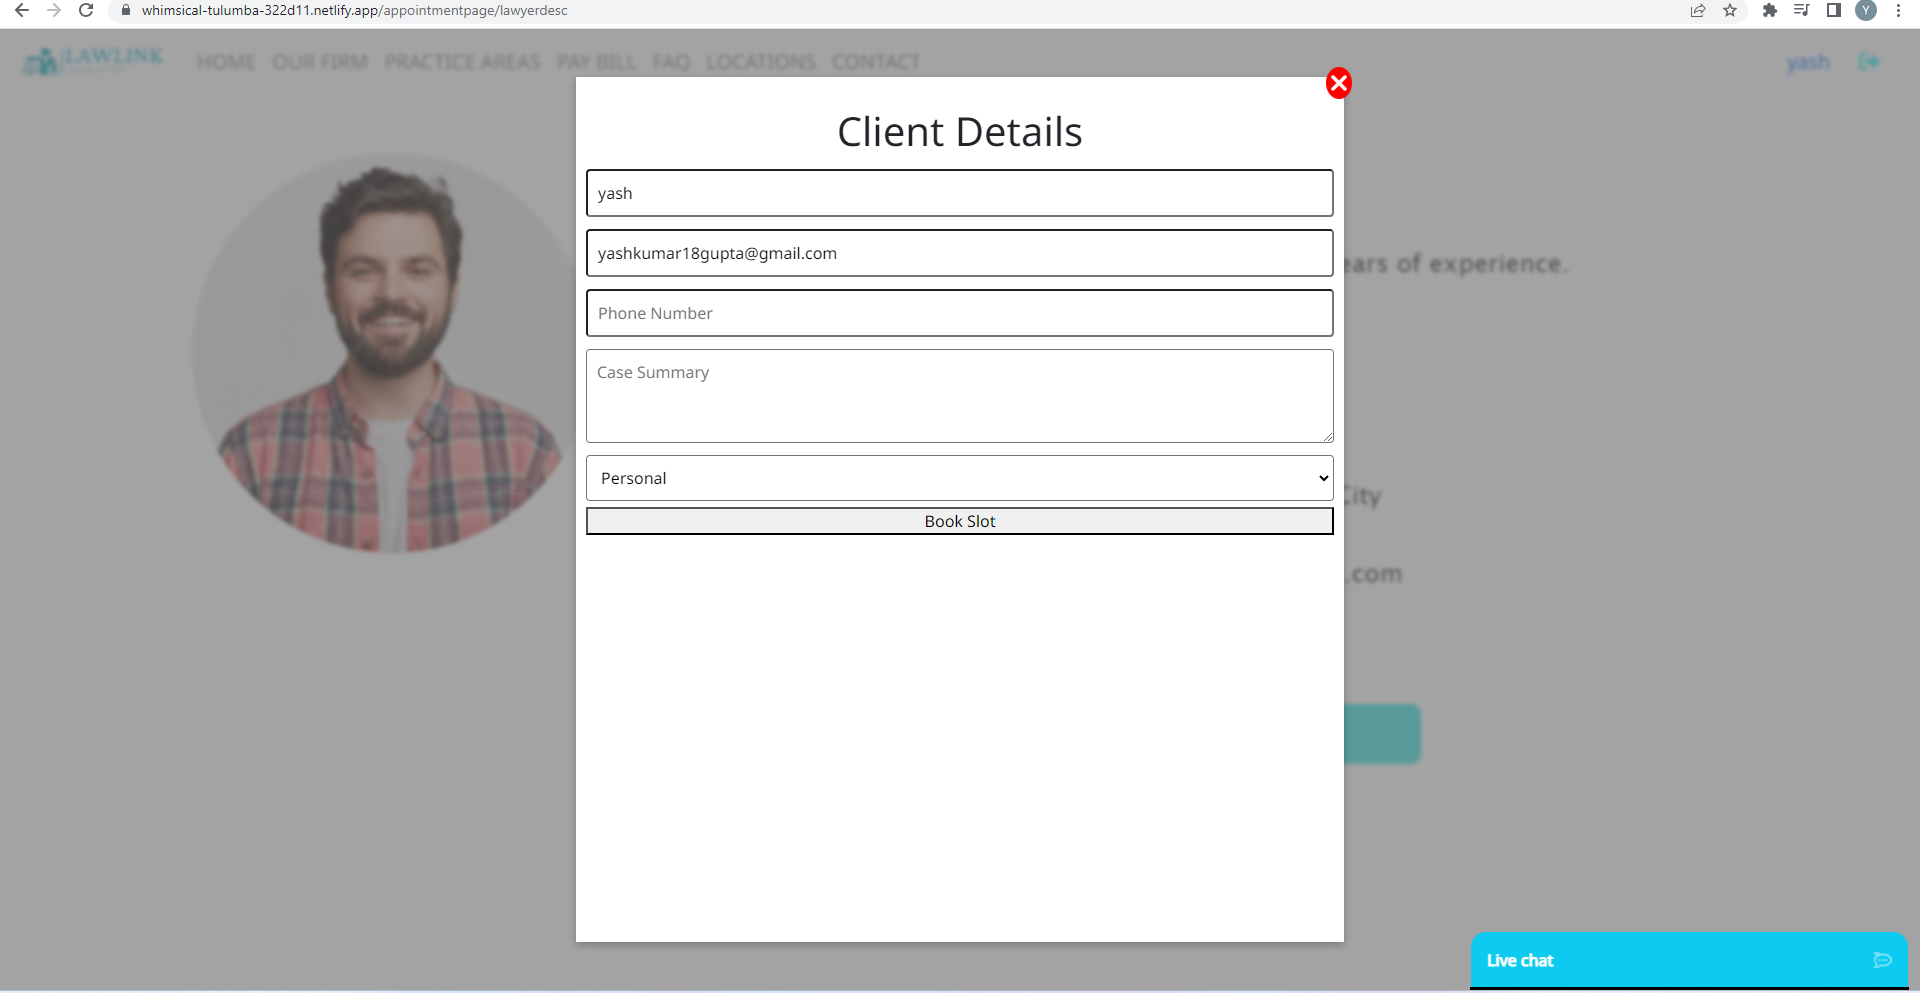 whimsical-tulumba-322d11.netlify.app/appointmentpage/lawyerdesc
Y
LAWLINK
HOME OUR FIRM PRACTICE AREAS PAY BILL FAQ LOCATIONS CONTACT
yash
Client Details
yash
yashkumar18gupta@gmail.com
ears of experience.
Phone Number
Case Summary
Personal
City
Book Slot
.com
Live chat